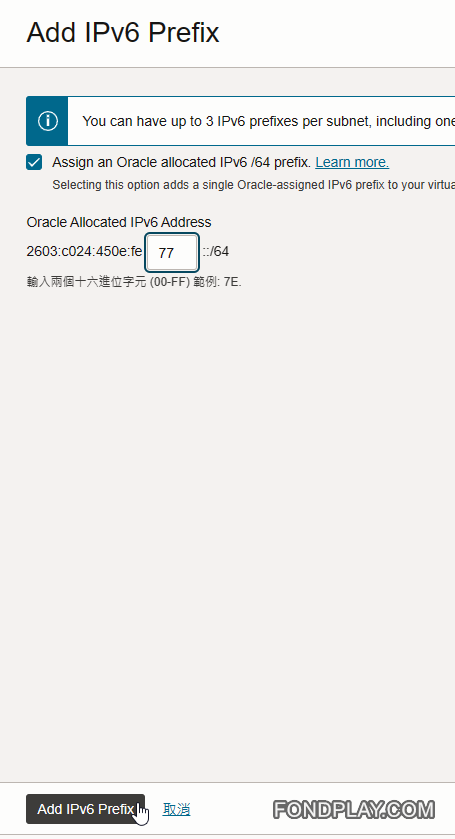 Add IPv6 Prefix
You can have up to 3 IPv6 prefixes per subnet, including one
Assign an Oracle allocated IPv6 /64 prefix. Learn more.
Selecting this option adds a single Oracle-assigned IPv6 prefix to your virtua
Oracle Allocated IPv6 Address
2603:c024:450e:fe 77 ::/64
輸入兩個十六進位字元 (00-FF) 範例: 7E.
Add IPv6 Prefix 取消
FONDPLAY.COM